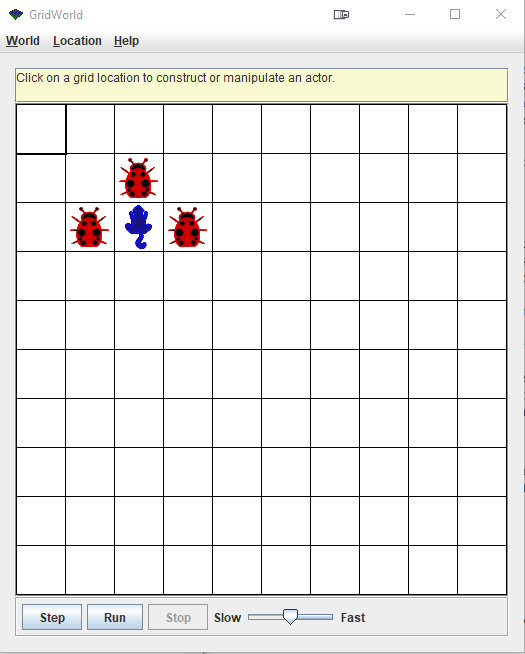 GridWorld
World Location Help
Click on a grid location to construct or manipulate an actor.
Step Run Stop Slow Fast